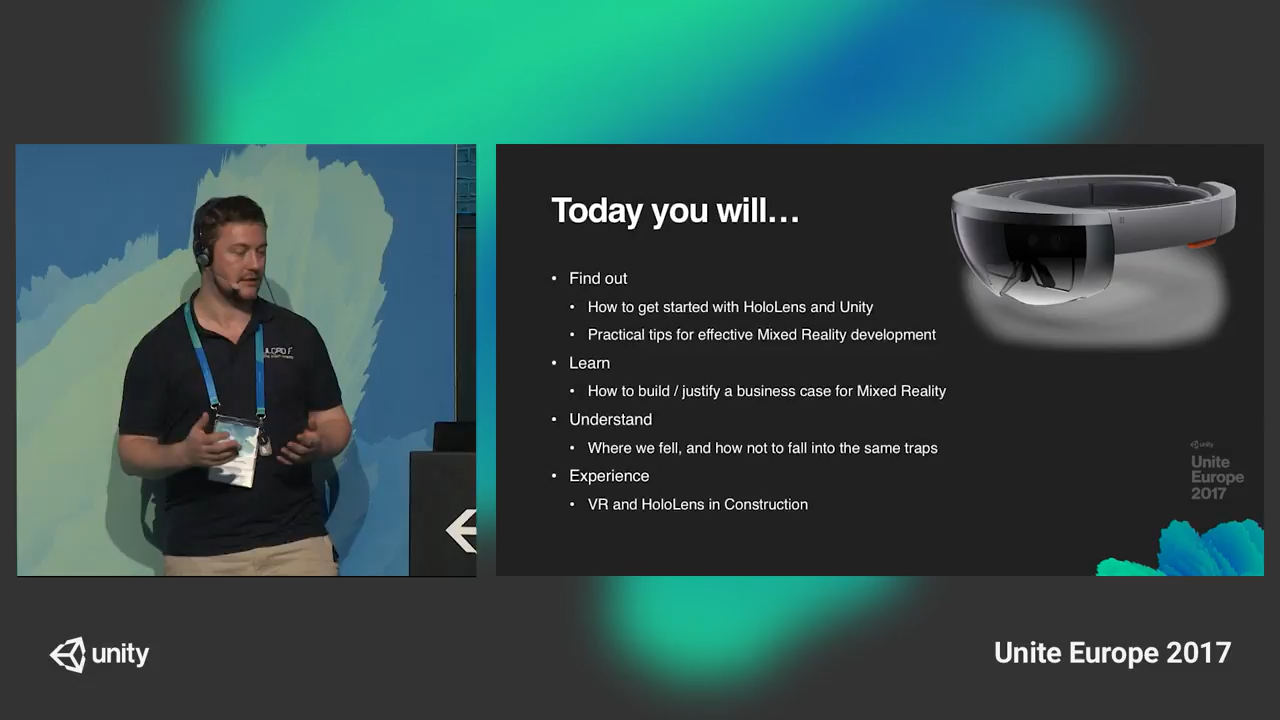 Today you will…
• Find out
• How to get started with HoloLens and Unity
• Practical tips for effective Mixed Reality development
• Learn
• How to build / justify a business case for Mixed Reality
• Understand
• Where we fell, and how not to fall into the same traps
• Experience
• VR and HoloLens in Construction
unity
Unite
Europe
2017
unity
Unite Europe 2017